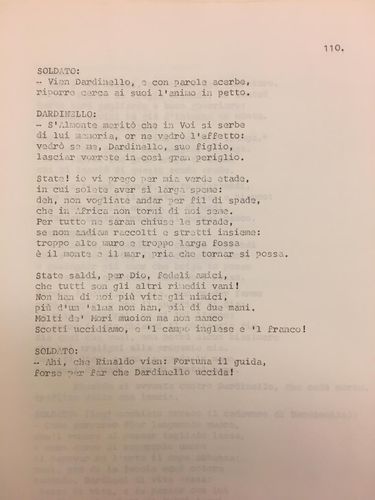 110.
SOLDATO:
- Vien Dardinello, e con parole acerbe,
riporre cerca ai suoi l'animo in petto.
DARDINELLO:
- S'Almonte meritò che in Voi si serbe
di lui memoria, or ne vedrò l'effetto:
vedrò se me, Dardinello, suo figlio,
lasciar vorrete in così gran periglio.
State! io vi prego per mia verde etade,
in cui solete aver sì larga speme:
deh, non vogliate andar per fil di spade,
che in Africa non torni di noi seme.
Per tutto ne saran chiuse le strade,
se non andiam raccolti e stretti insieme:
troppo alto muro e troppo larga fossa
è il monte e il mar, pria che tornar si possa.
State saldi, per Dio, fedeli amici,
che tutti son gli altri rimedii vani!
Non han di noi più vita gli nimici,
più d'un 'alma non han, più di due mani.
Molti de' Mori muoion ma non manco
Scotti uccidiamo, e 'l campo inglese e 'l franco!
SOLDATO:
- Ahi, che Rinaldo vien: Fortuna il guida,
forse per far che Dardinello uccida!